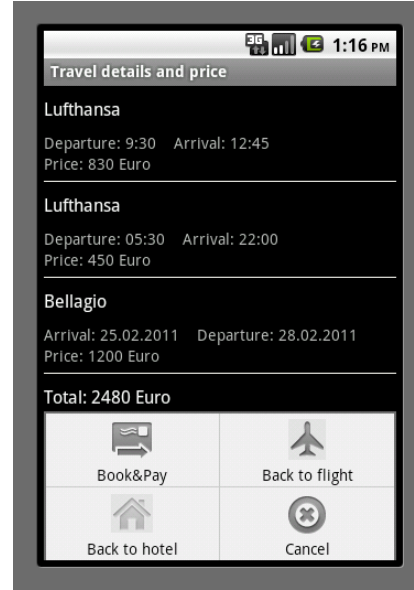 3G 1:16 PM
Travel details and price
Lufthansa
Departure: 9:30 Arrival: 12:45
Price: 830 Euro
Lufthansa
Departure: 05:30 Arrival: 22:00
Price: 450 Euro
Bellagio
Arrival: 25.02.2011 Departure: 28.02.2011
Price: 1200 Euro
Total: 2480 Euro
Book&Pay Back to flight
Back to hotel Cancel